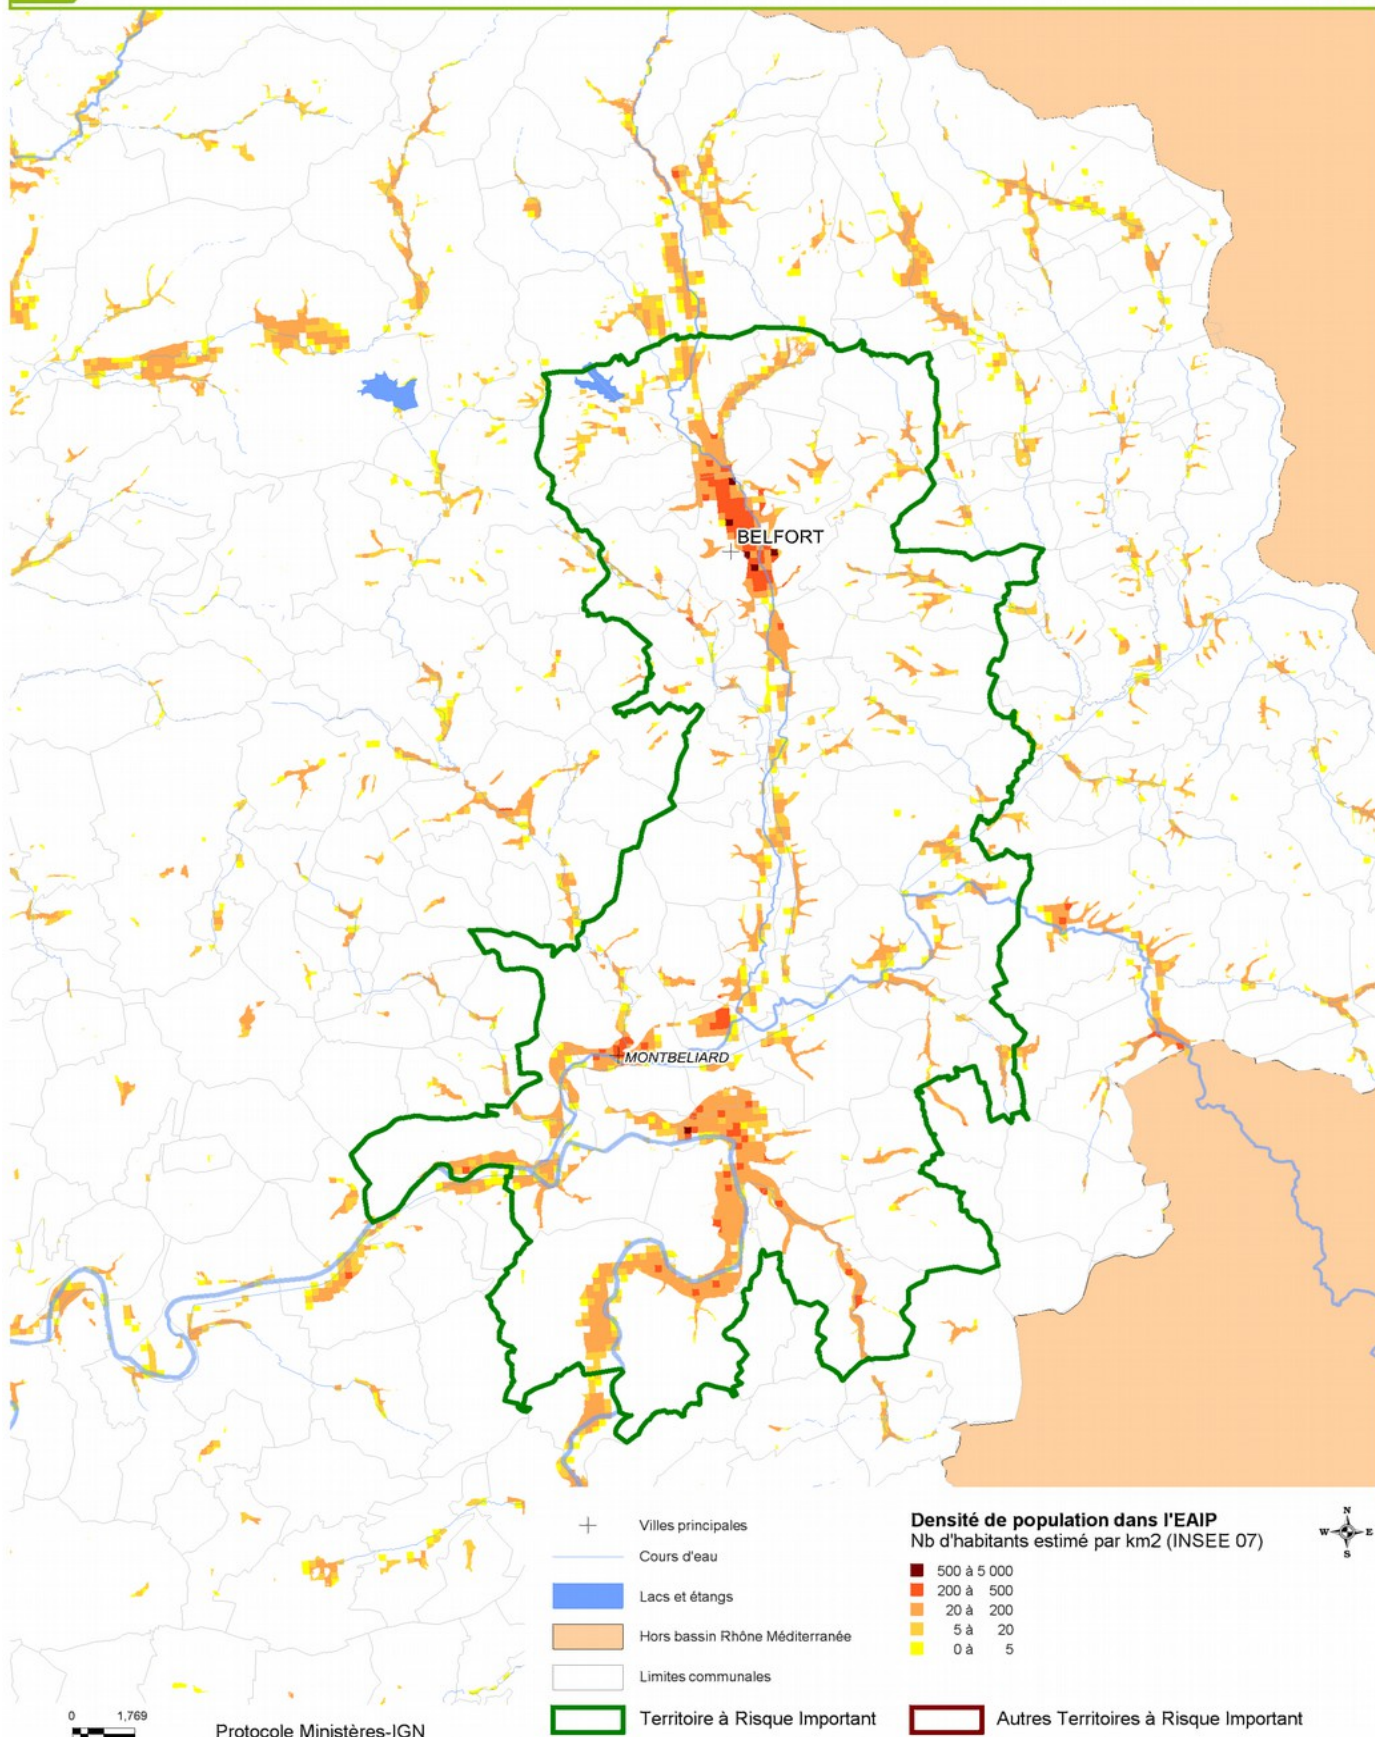 BELFORT
MONTBELIARD
Villes principales
Cours d'eau
Lacs et étangs
Hors bassin Rhône Méditerranée
Limites communales
Territoire à Risque Important
Densité de population dans l'EAIP
Nb d'habitants estimé par km2 (INSEE 07)
500 à 5 000
200 à 500
20 à 200
5 à 20
0 à 5
Autres Territoires à Risque Important
N
W E
S
0 1,769
Protocole Ministères-IGN